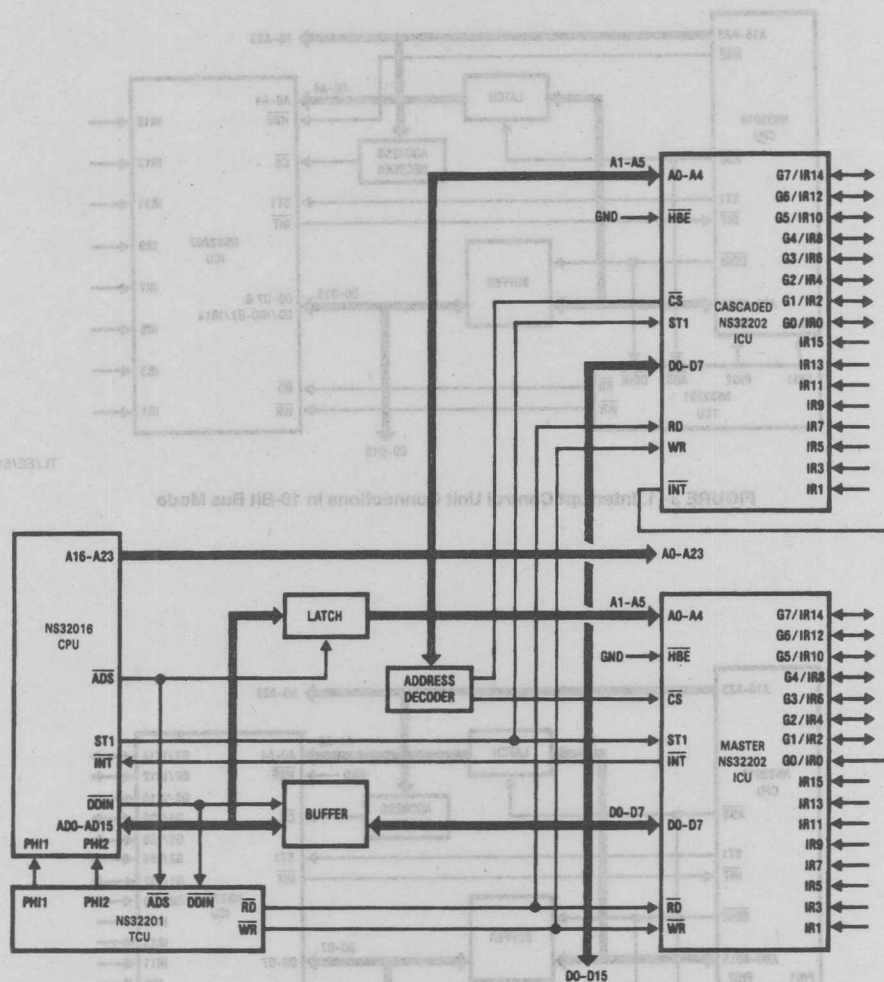 A1-A5
A0-A4
GND
HBE
CS
ST1
D0-D7
RD
WR
INT
CASCADED
NS32202
ICU
G7/IR14
G6/IR12
G5/IR10
G4/IR8
G3/IR6
G2/IR4
G1/IR2
G0/IR0
IR15
IR13
IR11
IR9
IR7
IR5
IR3
IR1
A16-A23
A0-A23
NS32016
CPU
ADS
ST1
INT
DDIN
AD0-AD15
PHI1
PHI2
LATCH
ADDRESS
DECODER
BUFFER
A1-A5
A0-A4
GND
HBE
CS
ST1
INT
D0-D7
D0-D7
RD
WR
MASTER
NS32202
ICU
G7/IR14
G6/IR12
G5/IR10
G4/IR8
G3/IR6
G2/IR4
G1/IR2
G0/IR0
IR15
IR13
IR11
IR9
IR7
IR5
IR3
IR1
PHI1
PHI2
ADS
DDIN
RD
WR
NS32201
TCU
D0-D15